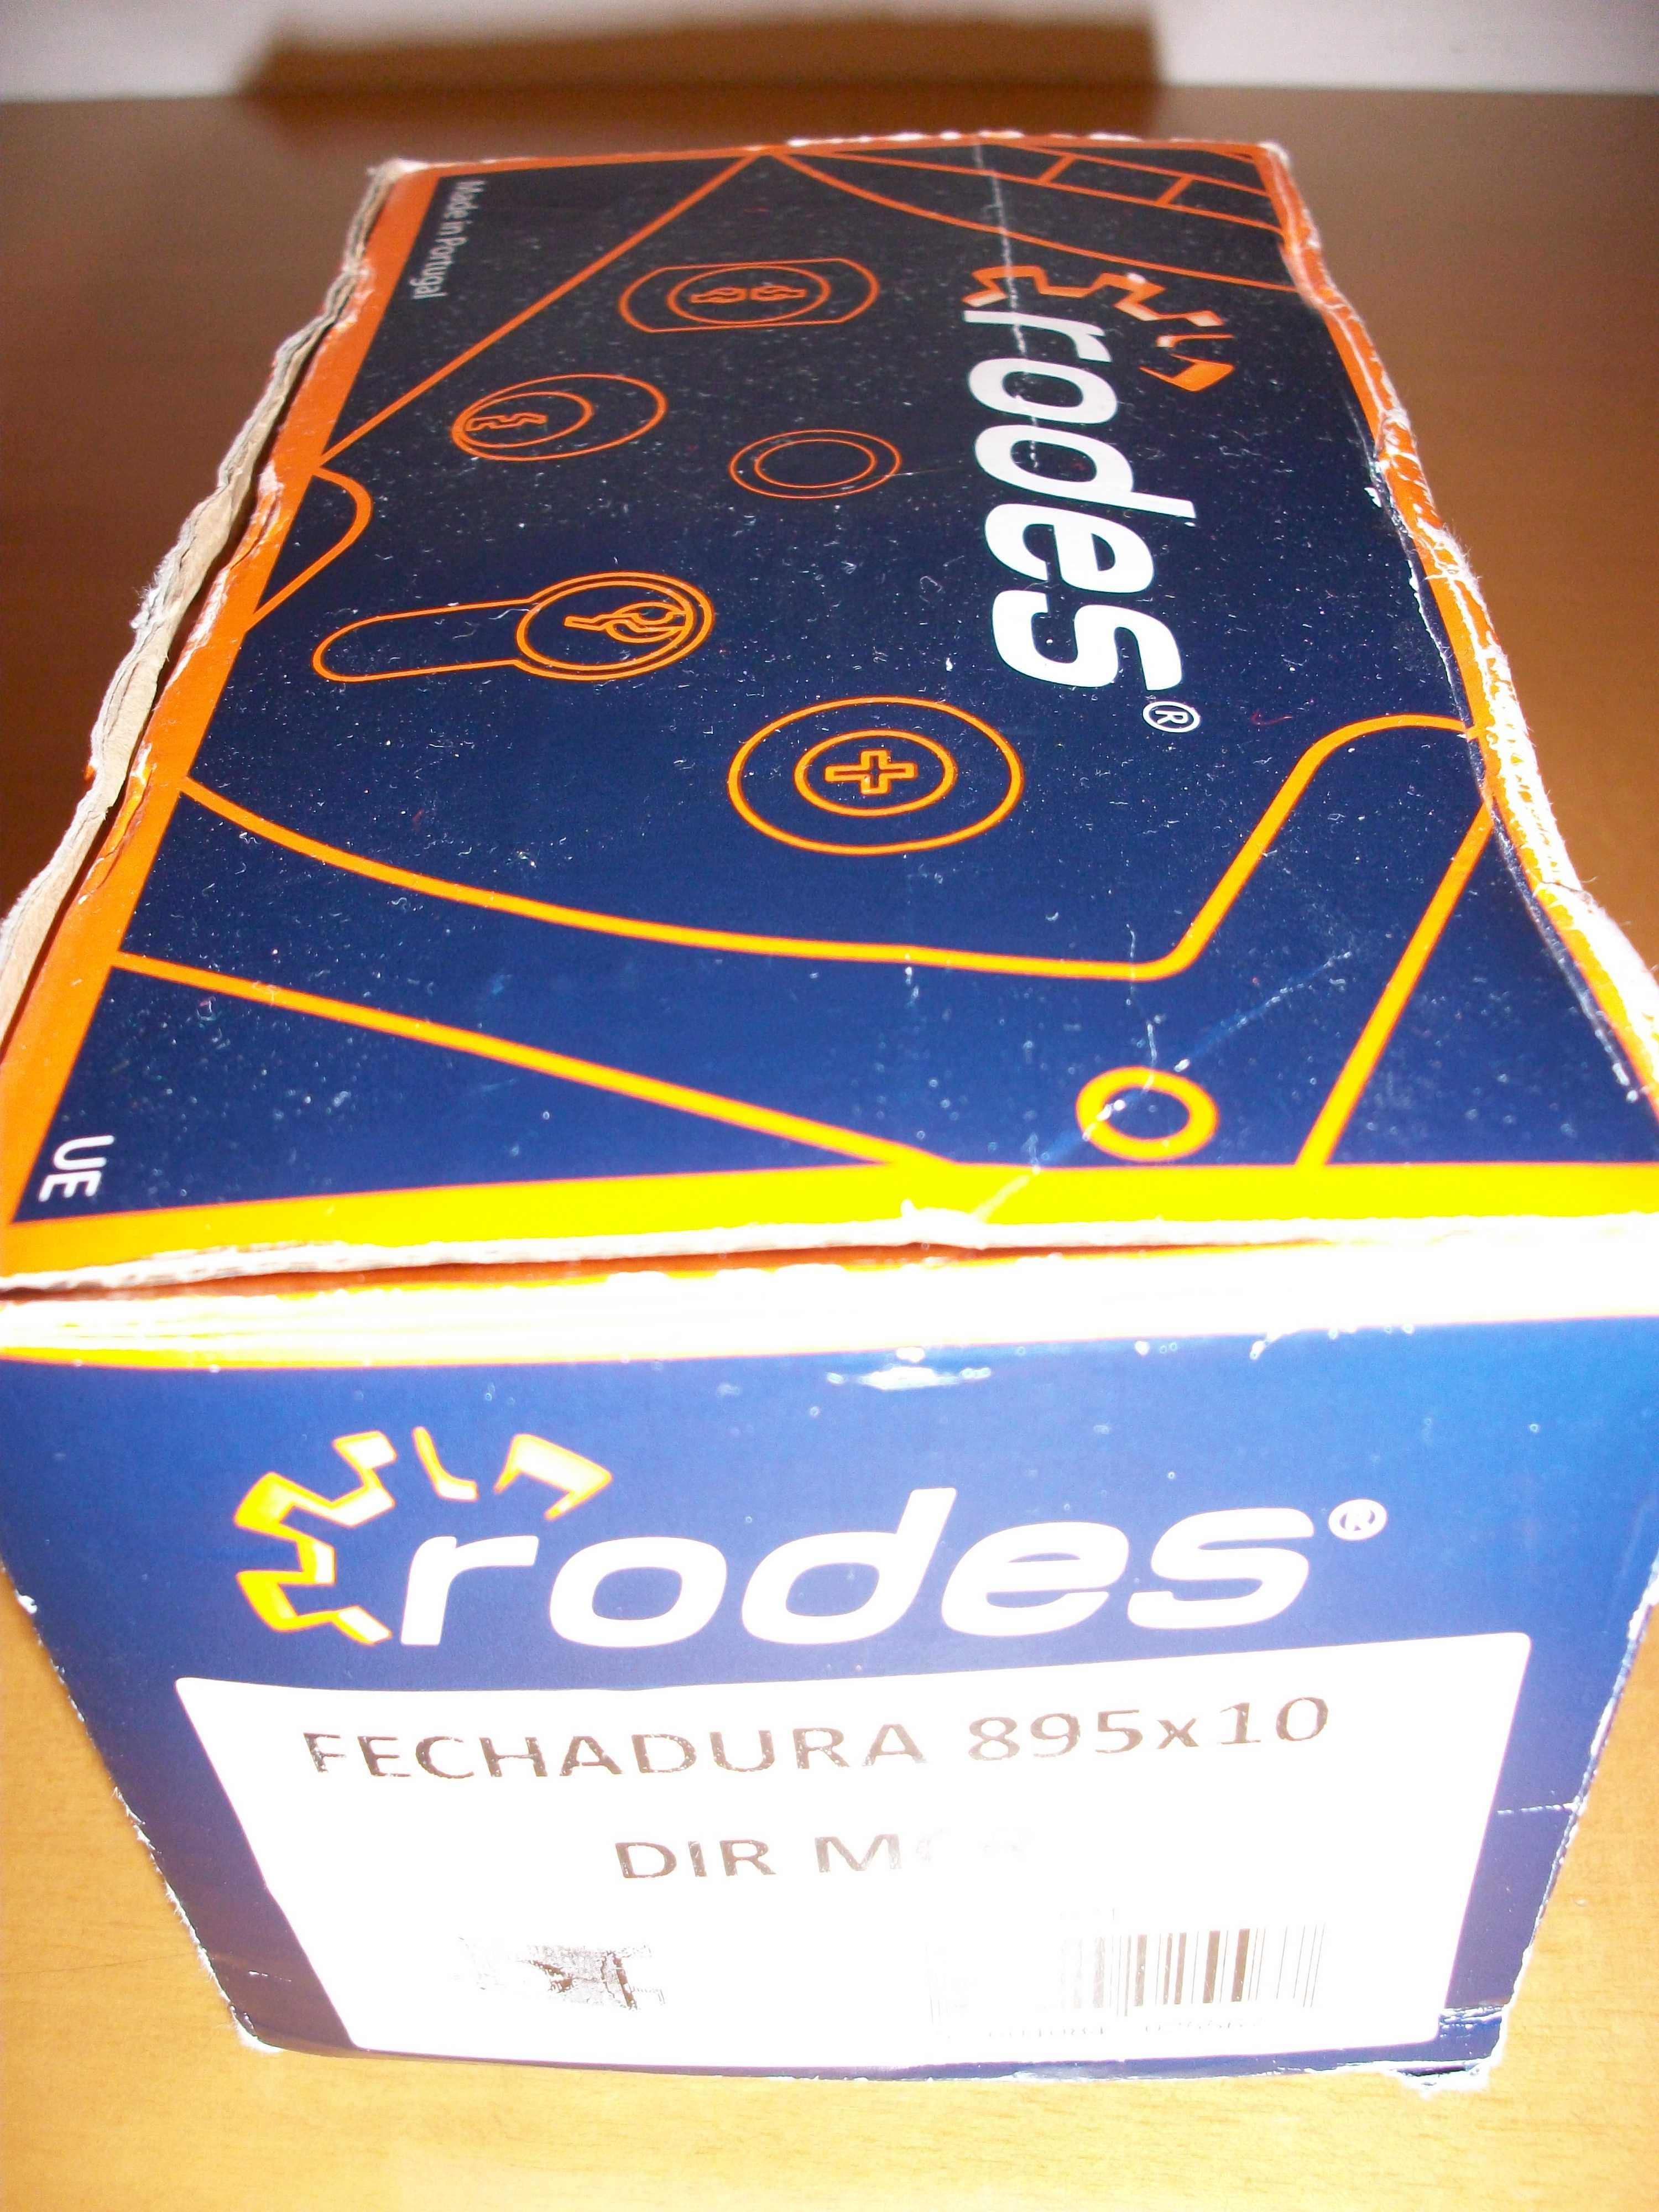 Made in Portugal
rodes®
UE
rodes®
FECHADURA 895x10
DIR